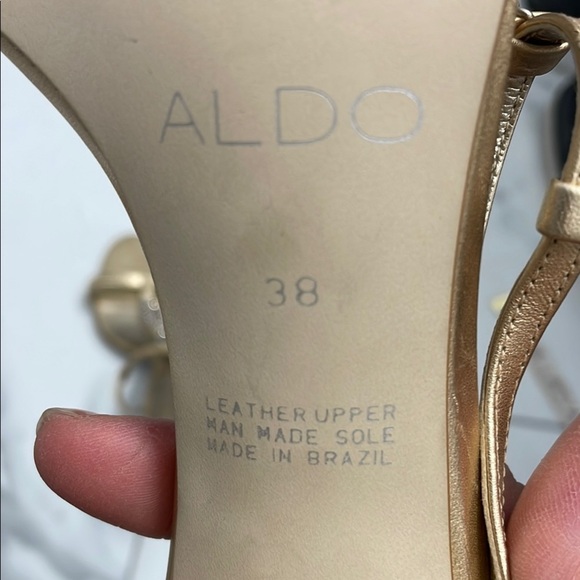 ALDO
38
LEATHER UPPER
MAN MADE SOLE
MADE IN BRAZIL